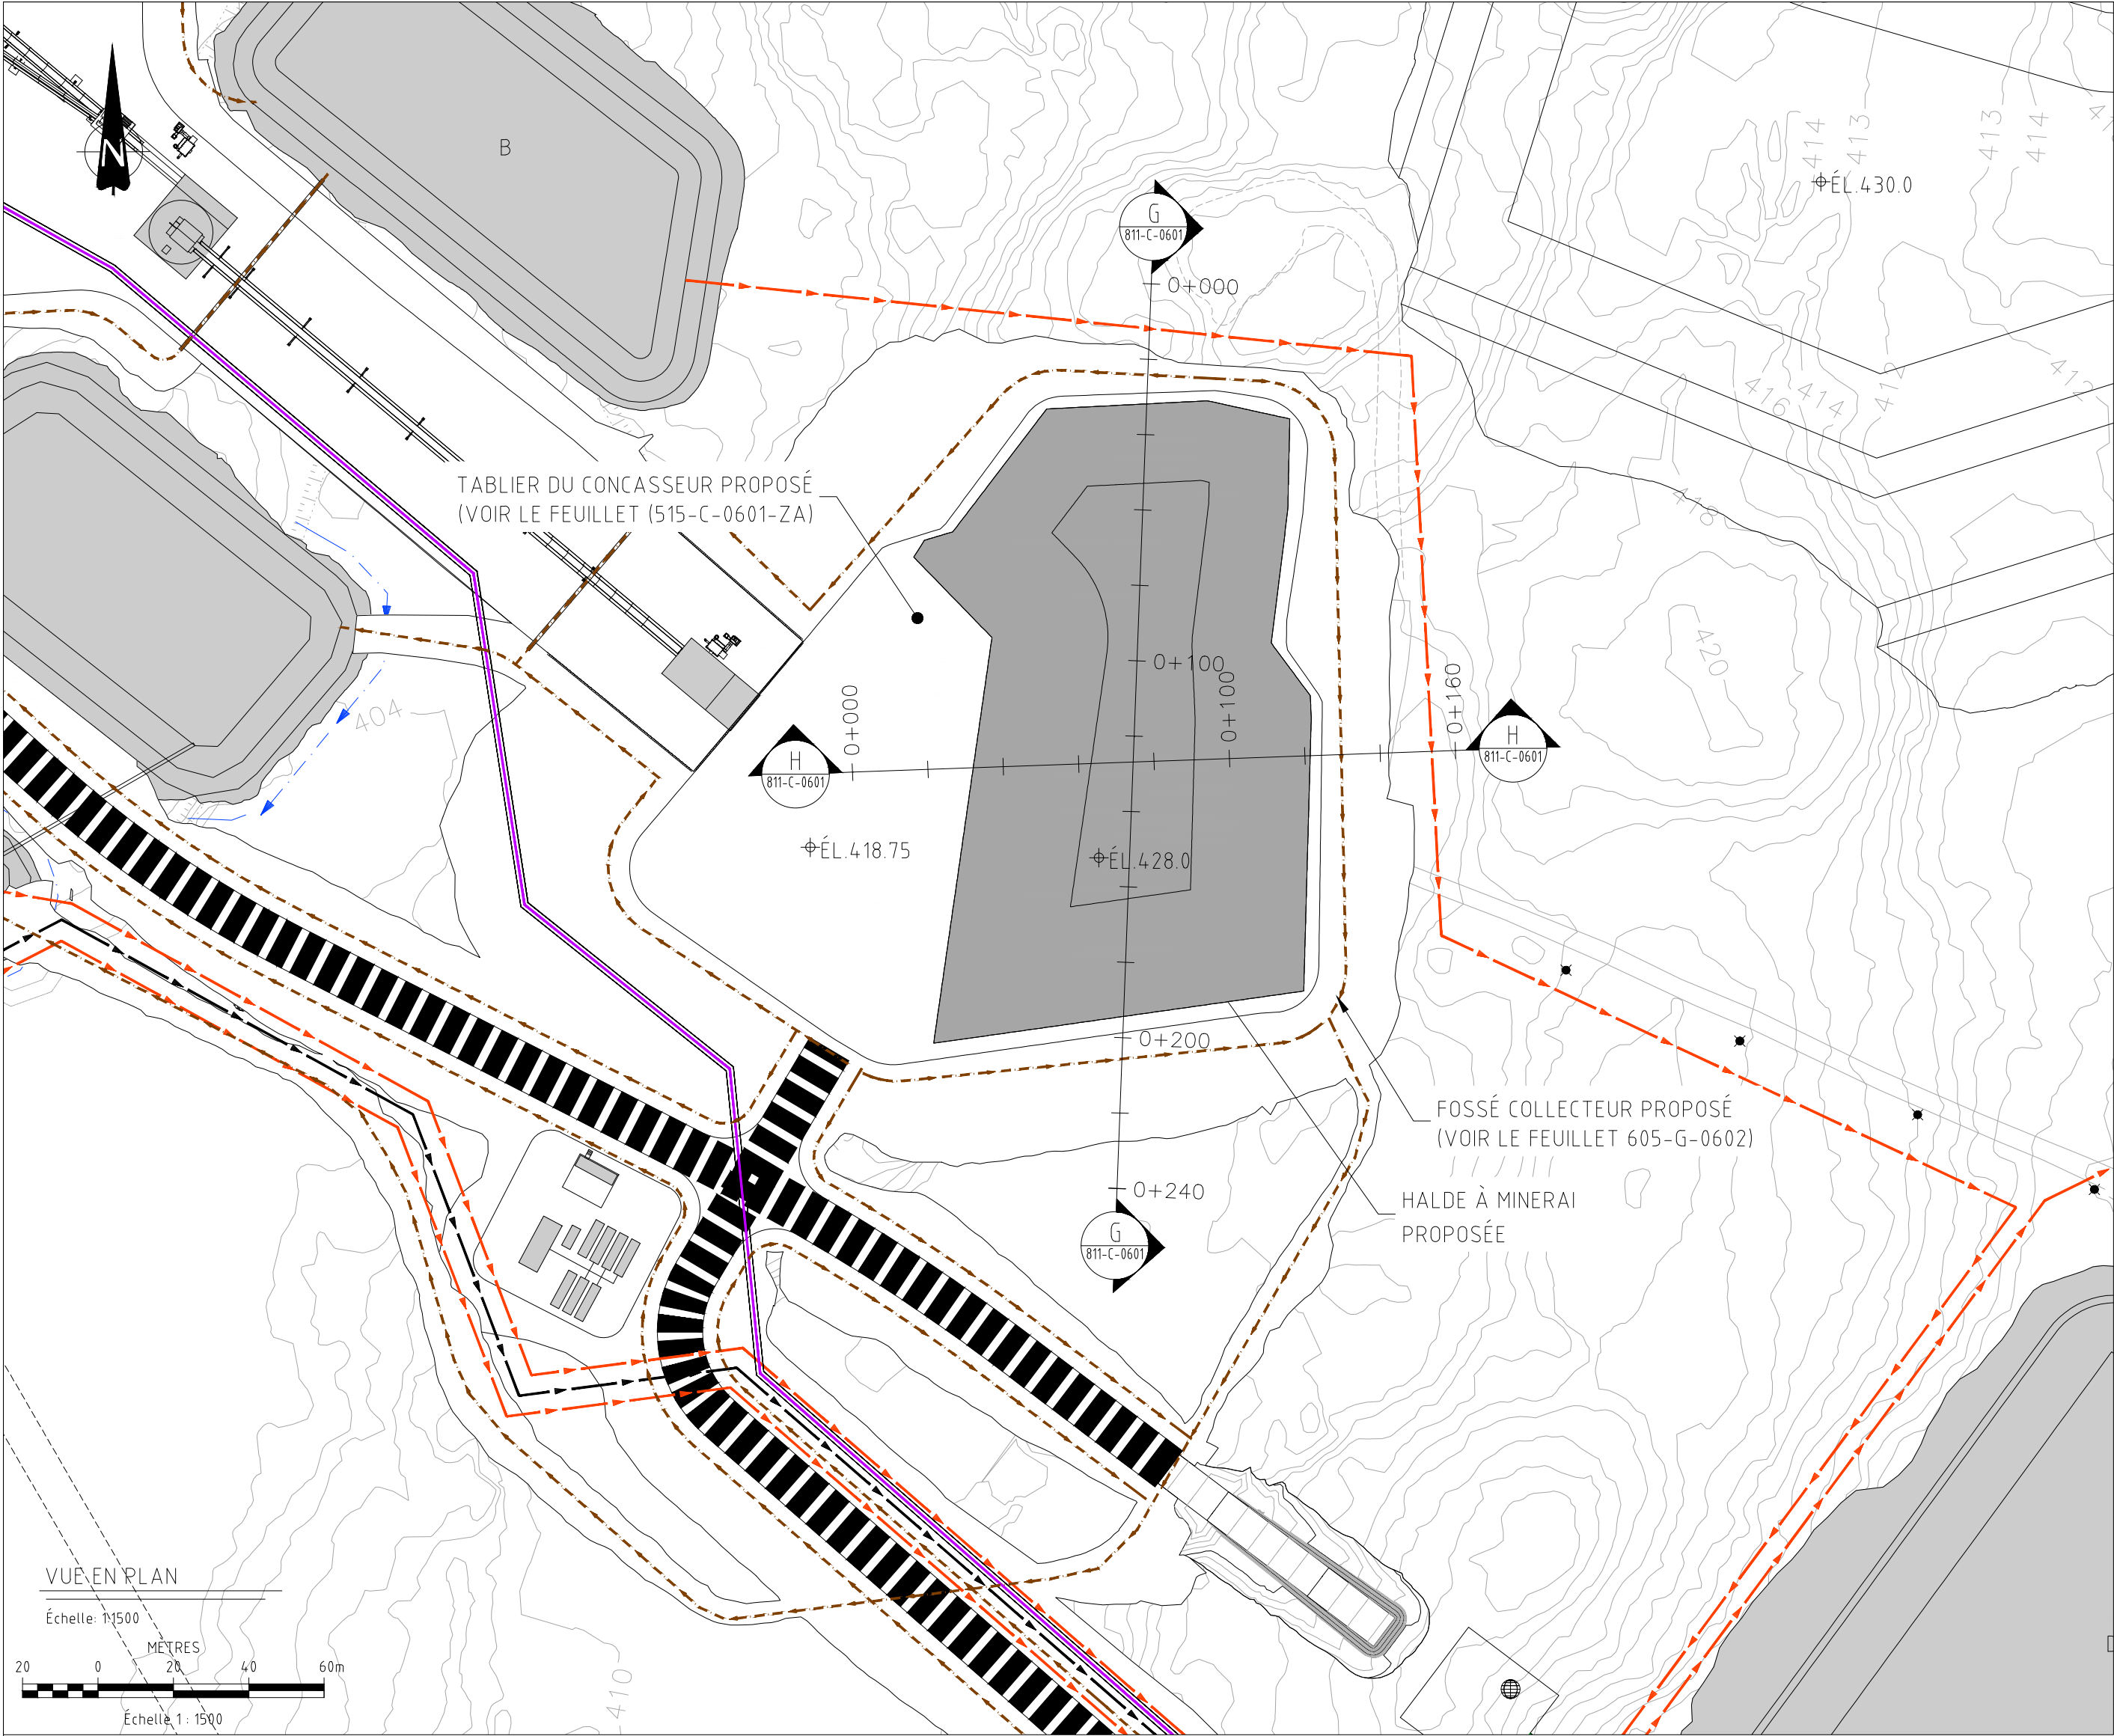 N
B
413
414
414
413
ÉL.430.0
G
811-C-0601
0+000
412
416
414
412
TABLIER DU CONCASSEUR PROPOSÉ
(VOIR LE FEUILLET (515-C-0601-ZA)
418
420
0+100
0+000
0+100
0+160
404
H
811-C-0601
H
811-C-0601
ÉL.418.75
ÉL.428.0
0+200
FOSSÉ COLLECTEUR PROPOSÉ
(VOIR LE FEUILLET 605-G-0602)
0+240
HALDE À MINERAI
PROPOSÉE
G
811-C-0601
VUE EN PLAN
Échelle: 1:1500
METRES
20 0 20 40 60m
Échelle 1 : 1500
410